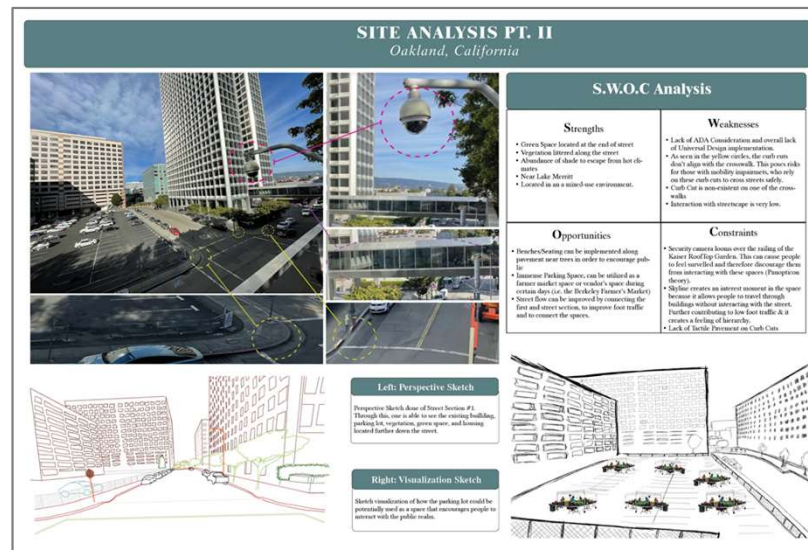 SITE ANALYSIS PT. II
Oakland, California
S.W.O.C Analysis
Strengths
• Green Space located at the end of street
• Vegetation littered along the street
• Abundance of shade to escape from hot cli-
mates
• Near Lake Merritt
• Located in an a mixed-use environment.
Weaknesses
• Lack of ADA Consideration and overall lack
of Universal Design implementation.
• As seen in the yellow circles, the curb cuts
don't align with the crosswalk. This poses risks
for those with mobility impairments, who rely
on these curb cuts to cross streets safely.
• Curb Cut is non-existent on one of the cross-
walks
• Interaction with streetscape is very low.
Opportunities
• Benches/Seating can be implemented along
pavement near trees in order to encourage pub-
lic
• Immense Parking Space, can be utilized as a
farmer market space or vendor's space during
certain days (i.e. the Berkeley Farmer's Market)
• Street flow can be improved by connecting the
first and street section, to improve foot traffic
and to connect the spaces.
Constraints
• Security camera looms over the railing of the
Kaiser RoofTop Garden. This can cause people
to feel surveilled and therefore discourage them
from interacting with these spaces (Panopticon
theory).
• Skyline creates an interest moment in the space
because it allows people to travel through
buildings without interacting with the street.
Further contributing to low foot traffic & it
creates a feeling of hierarchy.
• Lack of Tactile Pavement on Curb Cuts
Left: Perspective Sketch
Perspective Sketch done of Street Section #1.
Through this, one is able to see the existing building,
parking lot, vegetation, green space, and housing
located farther down the street.
Right: Visualization Sketch
Sketch visualization of how the parking lot could be
potentially used as a space that encourages people to
interact with the public realm.